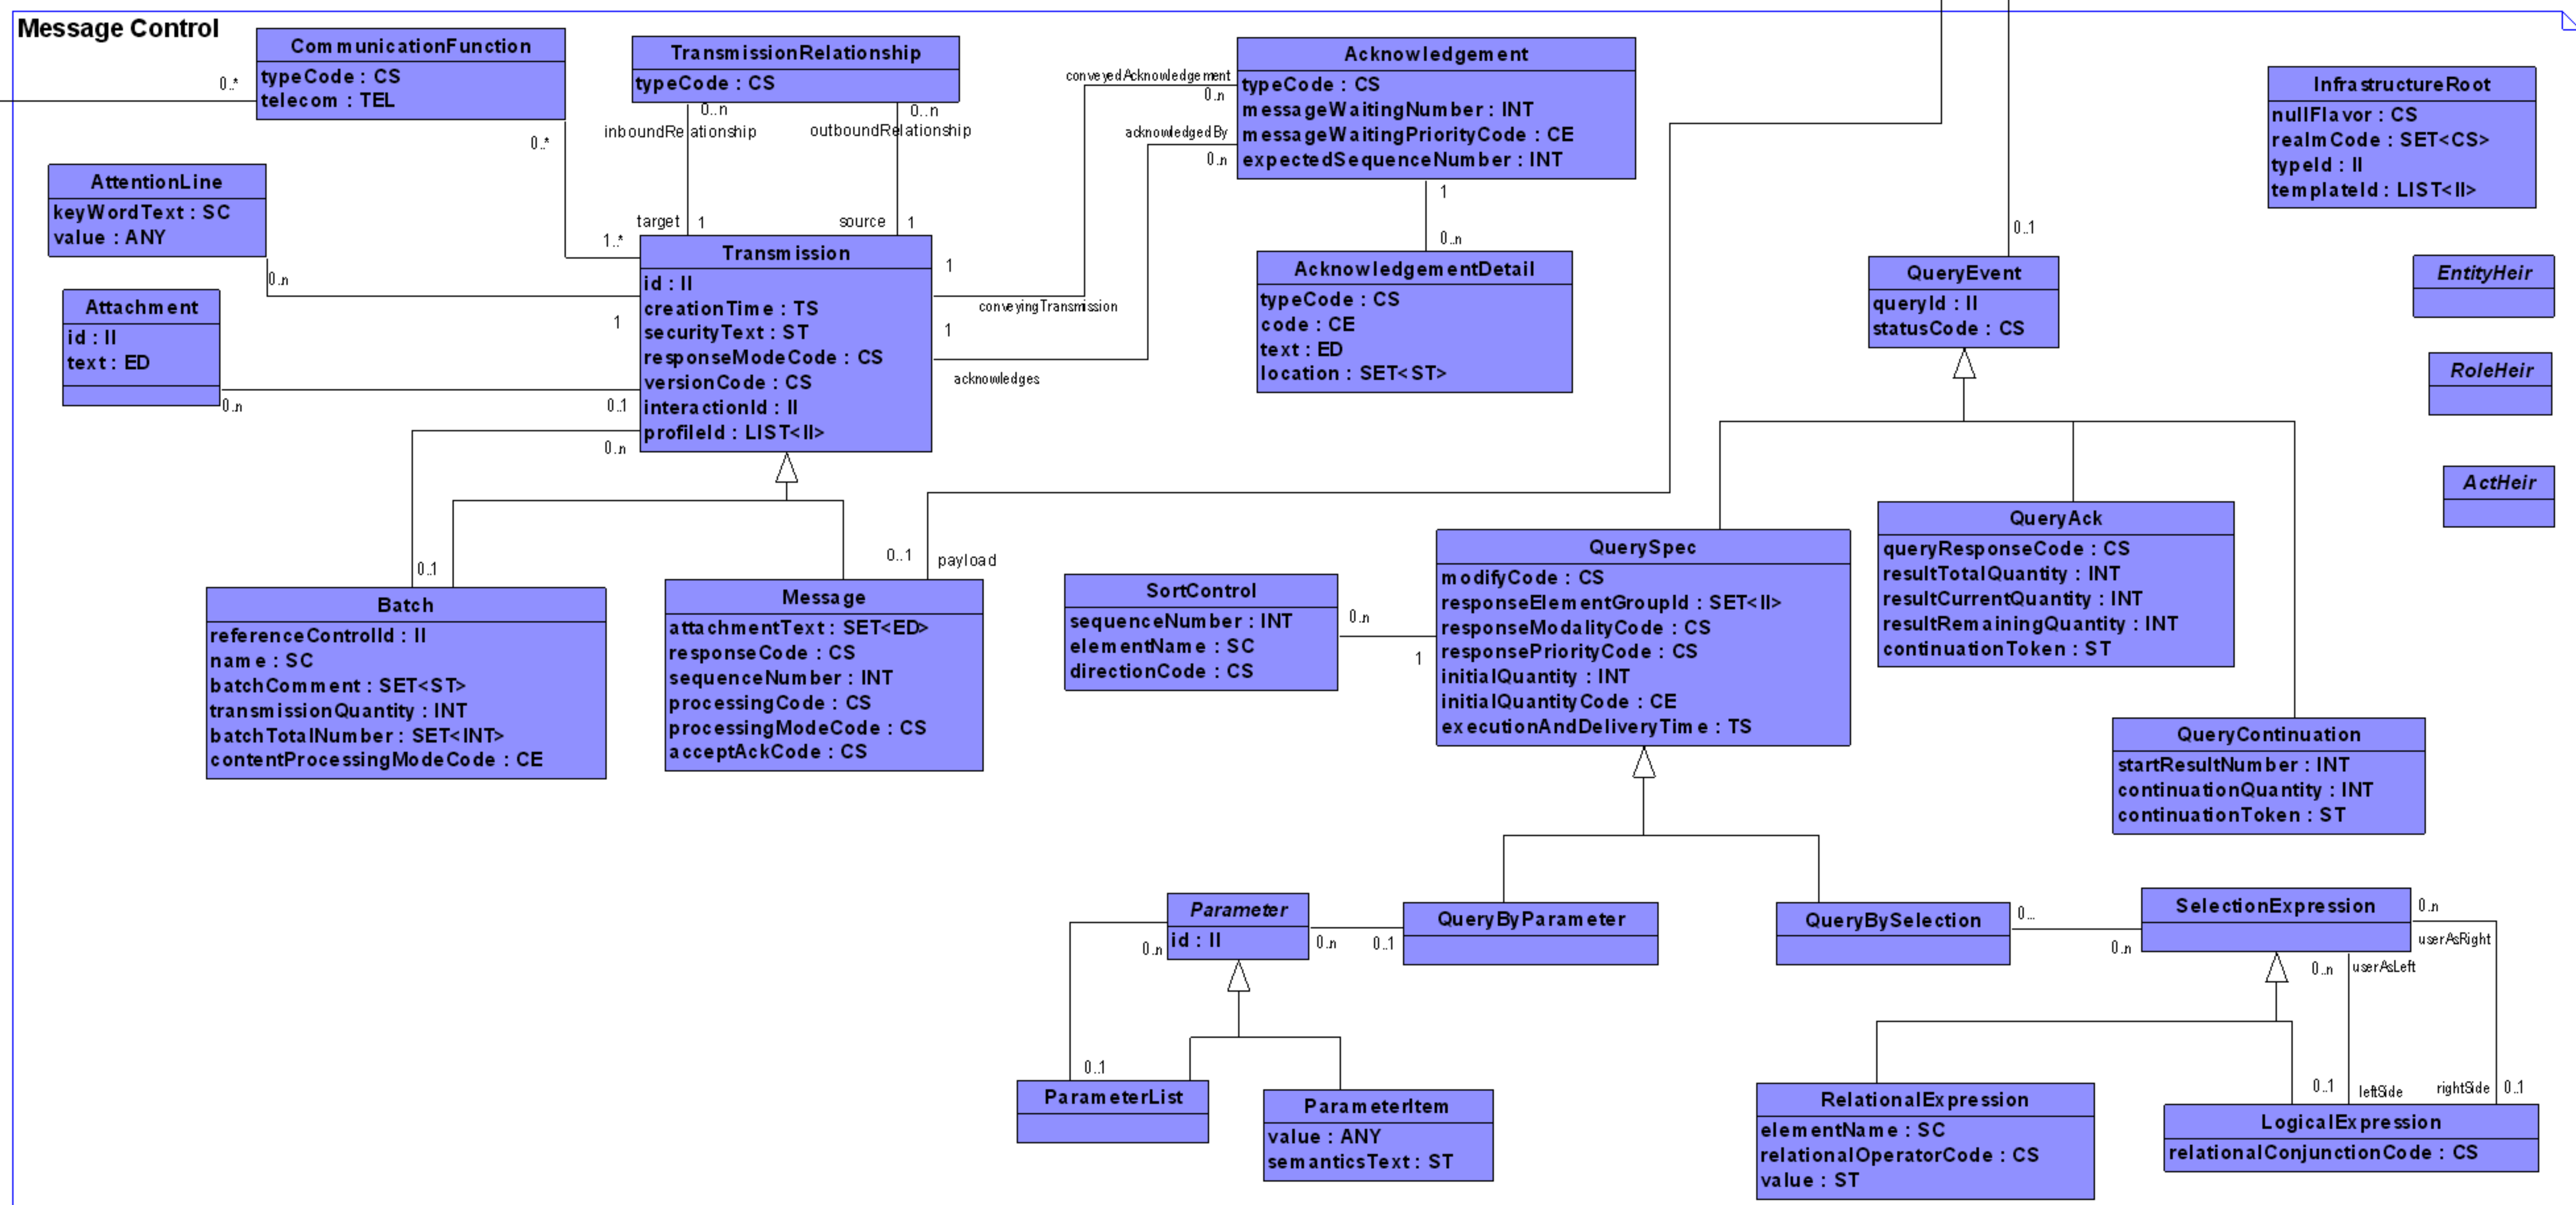 Message Control
CommunicationFunction
typeCode : CS
telecom : TEL
0..*
0..*
TransmissionRelationship
typeCode : CS
0..n
0..n
inboundRelationship
outboundRelationship
target
1
source
1
conveyedAcknowledgement
0..n
acknowledgedBy
0..n
Acknowledgement
typeCode : CS
messageWaitingNumber : INT
messageWaitingPriorityCode : CE
expectedSequenceNumber : INT
1
0..n
AcknowledgementDetail
typeCode : CS
code : CE
text : ED
location : SET<ST>
InfrastructureRoot
nullFlavor : CS
realmCode : SET<CS>
typeId : II
templateId : LIST<II>
EntityHeir
RoleHeir
ActHeir
AttentionLine
keyWordText : SC
value : ANY
0..n
Attachment
id : II
text : ED
0..n
1..*
1
0..1
0..n
Transmission
id : II
creationTime : TS
securityText : ST
responseModeCode : CS
versionCode : CS
interactionId : II
profileId : LIST<II>
1
conveyingTransmission
1
acknowledges
0..1
QueryEvent
queryId : II
statusCode : CS
0..1
Batch
referenceControlId : II
name : SC
batchComment : SET<ST>
transmissionQuantity : INT
batchTotalNumber : SET<INT>
contentProcessingModeCode : CE
0..1
payload
Message
attachmentText : SET<ED>
responseCode : CS
sequenceNumber : INT
processingCode : CS
processingModeCode : CS
acceptAckCode : CS
SortControl
sequenceNumber : INT
elementName : SC
directionCode : CS
0..n
1
QuerySpec
modifyCode : CS
responseElementGroupId : SET<II>
responseModalityCode : CS
responsePriorityCode : CS
initialQuantity : INT
initialQuantityCode : CE
executionAndDeliveryTime : TS
QueryAck
queryResponseCode : CS
resultTotalQuantity : INT
resultCurrentQuantity : INT
resultRemainingQuantity : INT
continuationToken : ST
QueryContinuation
startResultNumber : INT
continuationQuantity : INT
continuationToken : ST
Parameter
id : II
0..n
0..n
0..1
QueryByParameter
QueryBySelection
0...
0..n
SelectionExpression
0..n
userAsRight
0..n
userAsLeft
0..1
ParameterList
ParameterItem
value : ANY
semanticsText : ST
RelationalExpression
elementName : SC
relationalOperatorCode : CS
value : ST
0..1
leftSide
rightSide
0..1
LogicalExpression
relationalConjunctionCode : CS